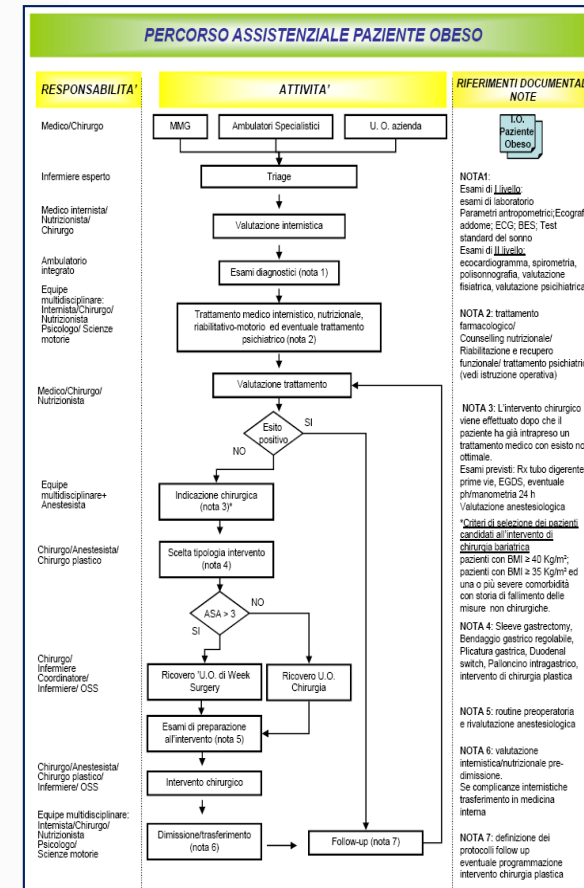 PERCORSO ASSISTENZIALE PAZIENTE OBESO
RESPONSABILITA'
ATTIVITA'
RIFERIMENTI DOCUMENTAL
NOTE
Medico/Chirurgo
MMG
Ambulatori Specialistici
U. O. azienda
I.O.
Paziente
Obeso
Infermiere esperto
Triage
Medico internista/
Nutrizionista/
Chirurgo
Valutazione internistica
Ambulatorio
integrato
Esami diagnostici (nota 1)
Equipe
multidisciplinare:
Internista/Chirurgo/
Nutrizionista
Psicologo/ Scienze
motorie
Trattamento medico internistico, nutrizionale,
riabilitativo-motorio ed eventuale trattamento
psichiatrico (nota 2)
Medico/Chirurgo/
Nutrizionista
Valutazione trattamento
Esito
positivo
SI
NO
Equipe
multidisciplinare+
Anestesista
Indicazione chirurgica
(nota 3)*
Chirurgo/Anestesista/
Chirurgo plastico
Scelta tipologia intervento
(nota 4)
ASA > 3
NO
SI
Chirurgo/
Infermiere
Coordinatore/
Infermiere/ OSS
Ricovero 'U.O. di Week
Surgery
Ricovero U.O.
Chirurgia
Esami di preparazione
all'intervento (nota 5)
Chirurgo/Anestesista/
Chirurgo plastico/
Infermiere/ OSS
Intervento chirurgico
Equipe multidisciplinare:
Internista/Chirurgo/
Nutrizionista
Psicologo/
Scienze motorie
Dimissione/trasferimento
(nota 6)
Follow-up (nota 7)
NOTA1:
Esami di I livello:
esami di laboratorio
Parametri antropometrici;Ecograf
addome; ECG; BES; Test
standard del sonno
Esami di II livello:
ecocardiogramma, spirometria,
polisonnografia, valutazione
fisiatrica, valutazione psicihiatrica
NOTA 2: trattamento
farmacologico/
Counselling nutrizionale/
Riabilitazione e recupero
funzionale/ trattamento psichiatric
(vedi istruzione operativa)
NOTA 3: L'intervento chirurgico
viene effettuato dopo che il
paziente ha già intrapreso un
trattamento medico con esisto no
ottimale.
Esami previsti: Rx tubo digerente
prime vie, EGDS, eventuale
ph/manometria 24 h
Valutazione anestesiologica
*Criteri di selezione dei pazienti
candidati all'intervento di
chirurgia bariatrica
pazienti con BMI ≥ 40 Kg/m²;
pazienti con BMI ≥ 35 Kg/m² ed
una o più severe comorbidità
con storia di fallimento delle
misure non chirurgiche.
NOTA 4: Sleeve gastrectomy,
Bendaggio gastrico regolabile,
Plicatura gastrica, Duodenal
switch, Palloncino intragastrico,
intervento di chirurgia plastica
NOTA 5: routine preoperatoria
e rivalutazione anestesiologica
NOTA 6: valutazione
internistica/nutrizionale pre-
dimissione.
Se complicanze internistiche
trasferimento in medicina
interna
NOTA 7: definizione dei
protocolli follow up
eventuale programmazione
intervento chirurgia plastica